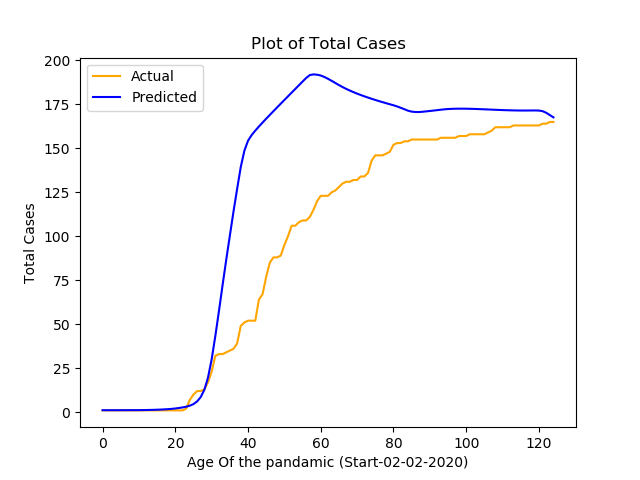 Plot of Total Cases
Actual
Predicted
200
175
150
125
100
75
50
25
0
Total Cases
0 20 40 60 80 100 120
Age Of the pandamic (Start-02-02-2020)